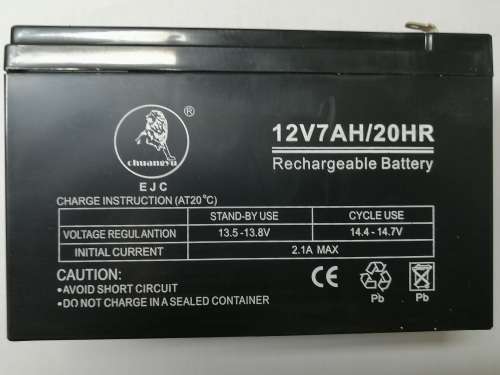 ®
chuangyu
EJC
12V7AH/20HR
Rechargeable Battery
CHARGE INSTRUCTION (AT20°C)
STAND-BY USE CYCLE USE
VOLTAGE REGULANTION 13.5-13.8V 14.4-14.7V
INITIAL CURRENT 2.1A MAX
CAUTION:
•AVOID SHORT CIRCUIT
•DO NOT CHARGE IN A SEALED CONTAINER
CE
Pb Pb